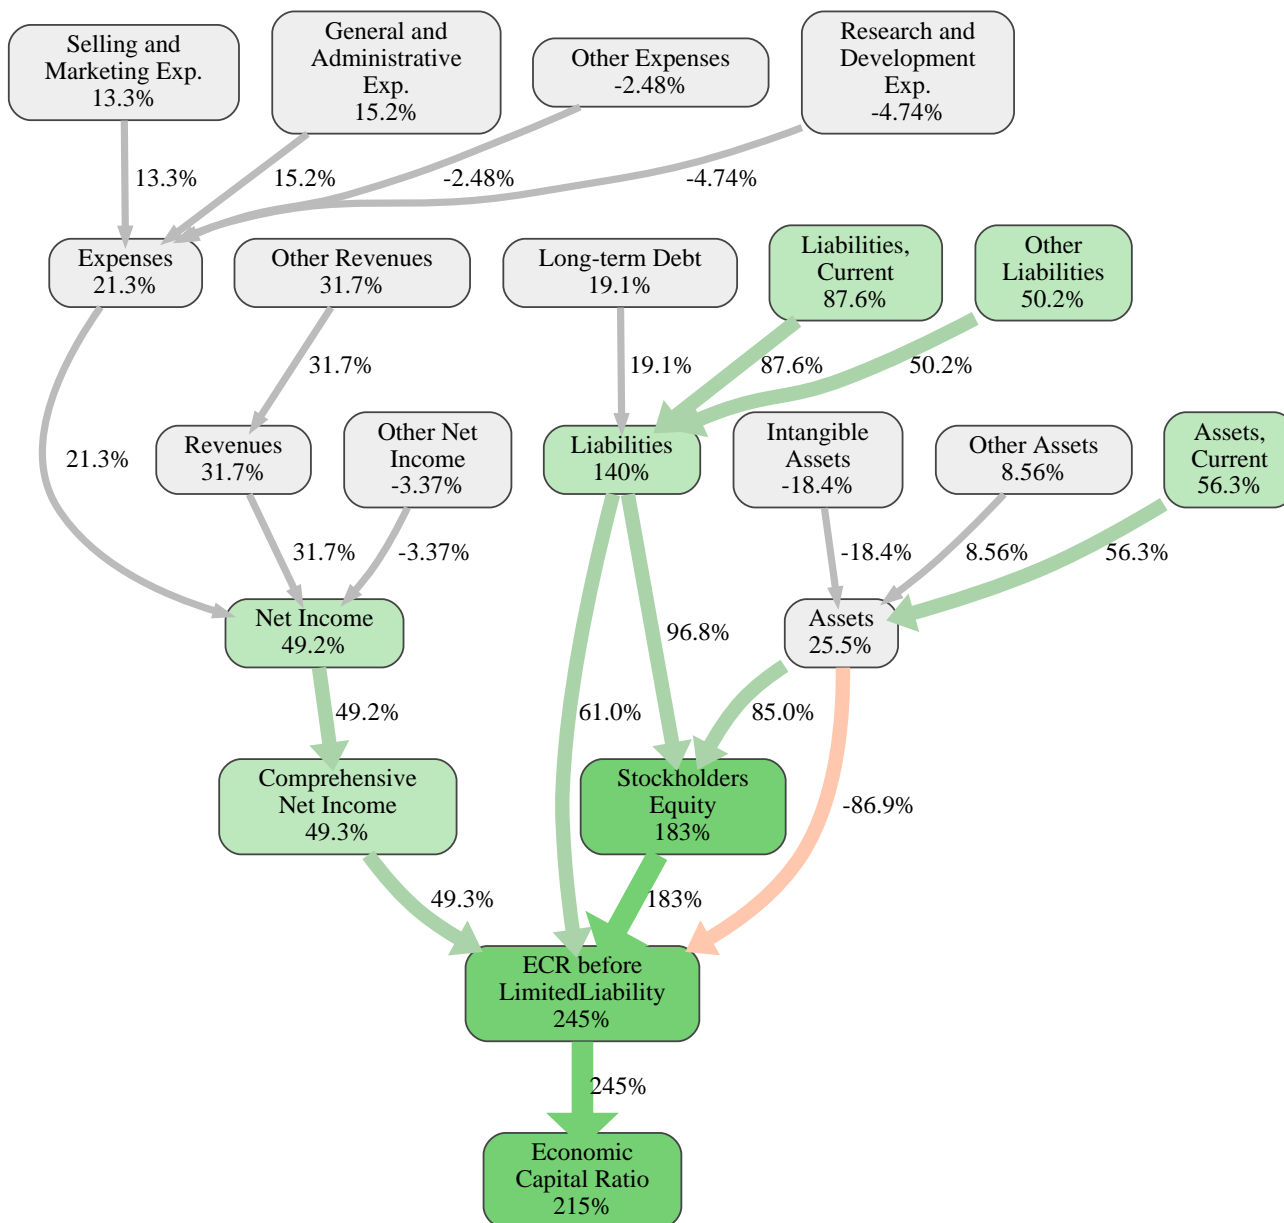 Selling and
Marketing Exp.
13.3%
General and
Administrative
Exp.
15.2%
Other Expenses
-2.48%
Research and
Development
Exp.
-4.74%
13.3%
15.2%
-2.48%
-4.74%
Expenses
21.3%
Other Revenues
31.7%
Long-term Debt
19.1%
Liabilities,
Current
87.6%
Other
Liabilities
50.2%
31.7%
19.1%
87.6%
50.2%
21.3%
Revenues
31.7%
Other Net
Income
-3.37%
Liabilities
140%
Intangible
Assets
-18.4%
Other Assets
8.56%
Assets,
Current
56.3%
31.7%
-3.37%
-18.4%
8.56%
56.3%
Net Income
49.2%
96.8%
Assets
25.5%
49.2%
61.0%
85.0%
Comprehensive
Net Income
49.3%
Stockholders
Equity
183%
-86.9%
49.3%
183%
ECR before
LimitedLiability
245%
245%
Economic
Capital Ratio
215%